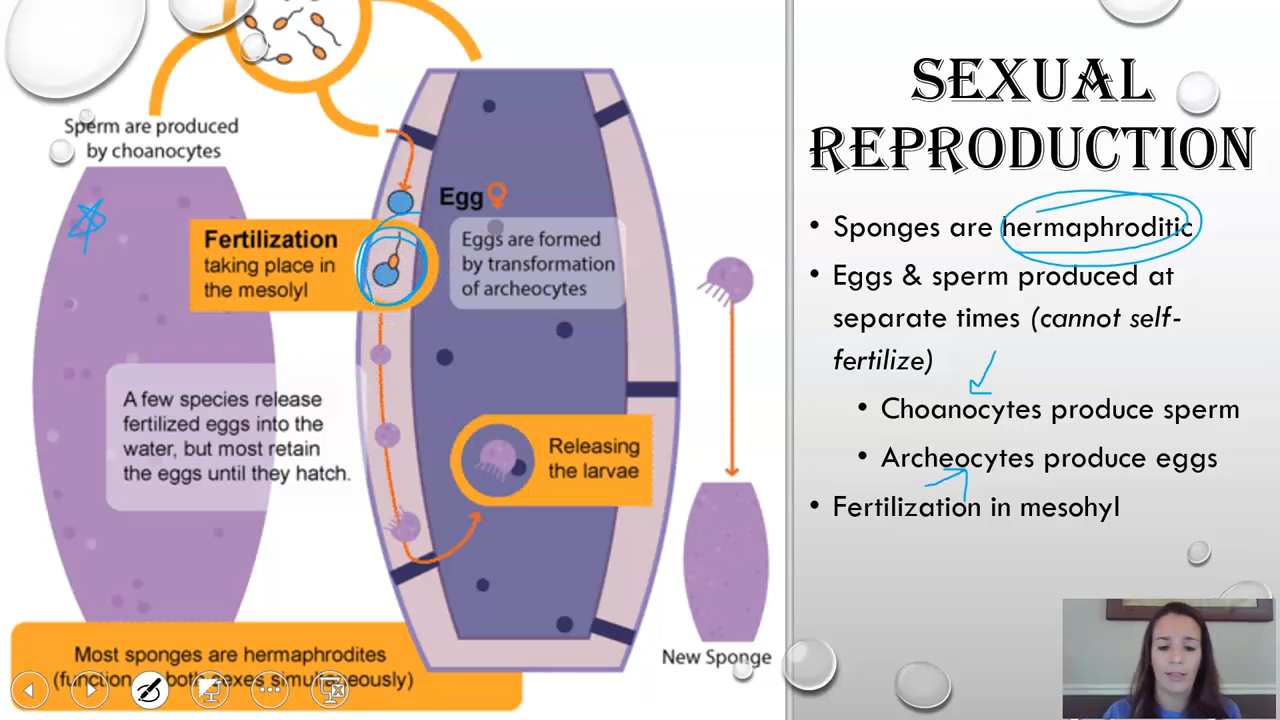 Sperm are produced
by choanocytes
Egg♀
Fertilization
taking place in
the mesolyl
Eggs are formed
by transformation
of archeocytes
A few species release
fertilized eggs into the
water, but most retain
the eggs until they hatch.
Releasing
the larvae
New Sponge
Most sponges are hermaphrodites
both sexes simultaneously)
SEXUAL
REPRODUCTION
• Sponges are hermaphroditic
• Eggs & sperm produced at
separate times (cannot self-
fertilize)
• Choanocytes produce sperm
• Archeocytes produce eggs
• Fertilization in mesohyl